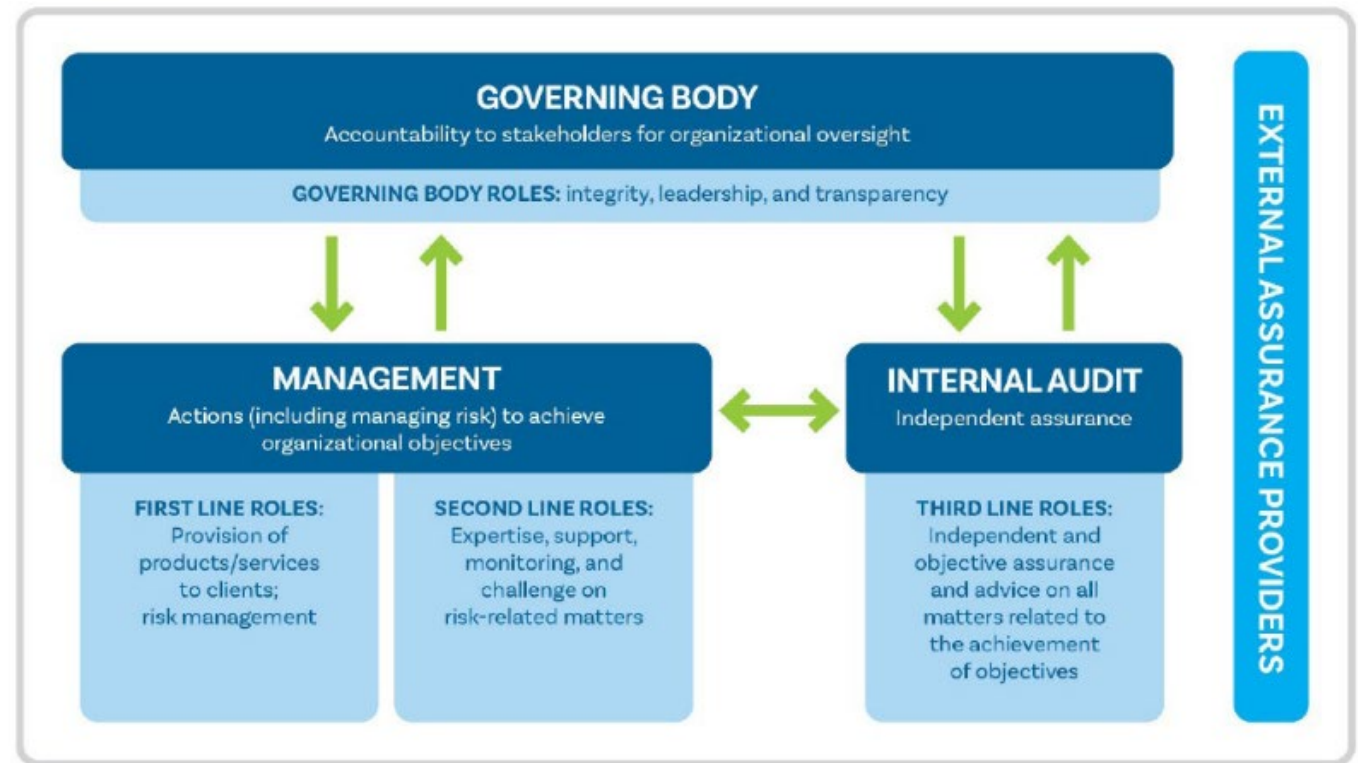 GOVERNING BODY
Accountability to stakeholders for organizational oversight
GOVERNING BODY ROLES: integrity, leadership, and transparency
MANAGEMENT
Actions (including managing risk) to achieve
organizational objectives
FIRST LINE ROLES:
Provision of
products/services
to clients;
risk management
SECOND LINE ROLES:
Expertise, support,
monitoring, and
challenge on
risk-related matters
INTERNAL AUDIT
Independent assurance
THIRD LINE ROLES:
Independent and
objective assurance
and advice on all
matters related to
the achievement
of objectives
EXTERNAL ASSURANCE PROVIDERS